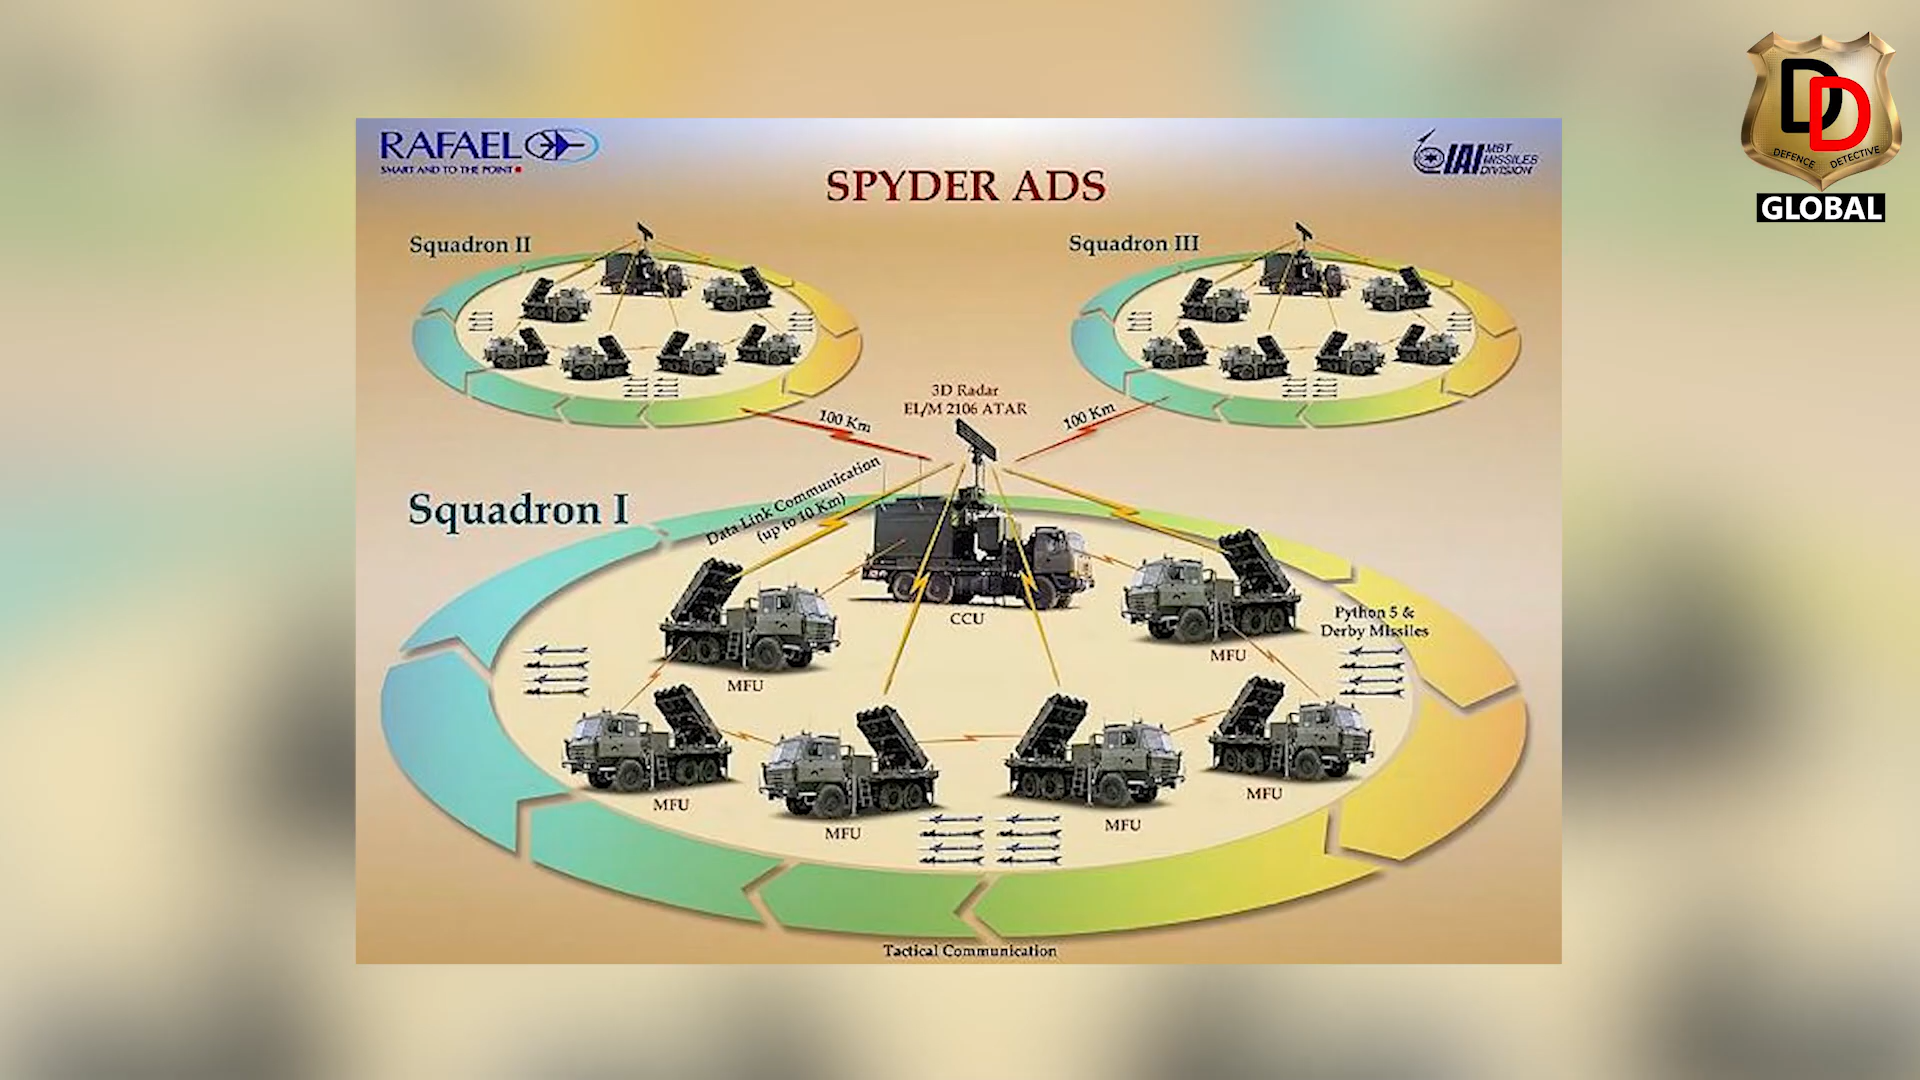 RAFAEL
SMART AND TO THE POINT
SPYDER ADS
IAI MBT
MISSILES
DIVISION
DD
DEFENCE DETECTIVE
GLOBAL
Squadron II
Squadron III
3D Radar
EL/M 2106 ATAR
100 Km
100 Km
Data Link Communication
(up to 10 Km)
Squadron I
CCU
Python 5 &
Derby Missiles
MFU
MFU
MFU
MFU
MFU
MFU
Tactical Communication